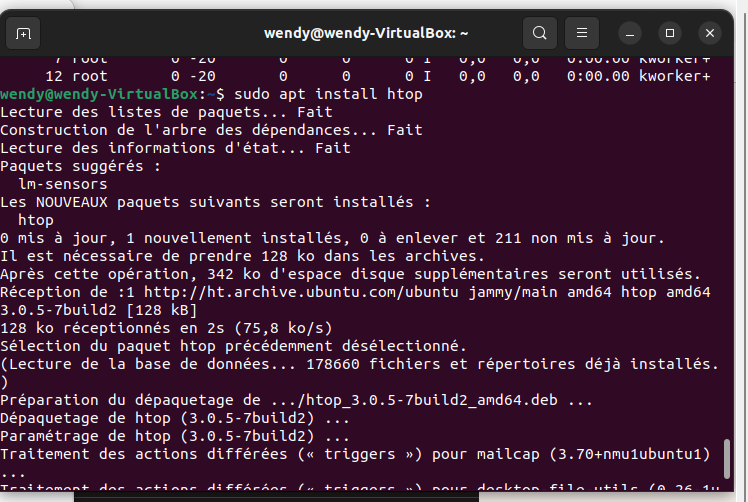 wendy@wendy-VirtualBox: ~
7 root 0 -20 0 0 0 I 0,0 0,0 0:00.00 kworker+
12 root 0 -20 0 0 0 I 0,0 0,0 0:00.00 kworker+
wendy@wendy-VirtualBox:~$ sudo apt install htop
Lecture des listes de paquets... Fait
Construction de l'arbre des dépendances... Fait
Lecture des informations d'état... Fait
Paquets suggérés :
lm-sensors
Les NOUVEAUX paquets suivants seront installés :
htop
0 mis à jour, 1 nouvellement installés, 0 à enlever et 211 non mis à jour.
Il est nécessaire de prendre 128 ko dans les archives.
Après cette opération, 342 ko d'espace disque supplémentaires seront utilisés.
Réception de :1 http://ht.archive.ubuntu.com/ubuntu jammy/main amd64 htop amd64
3.0.5-7build2 [128 kB]
128 ko réceptionnés en 2s (75,8 ko/s)
Sélection du paquet htop précédemment désélectionné.
(Lecture de la base de données... 178660 fichiers et répertoires déjà installés.
)
Préparation du dépaquetage de .../htop_3.0.5-7build2_amd64.deb ...
Dépaquetage de htop (3.0.5-7build2) ...
Paramétrage de htop (3.0.5-7build2) ...
Traitement des actions différées (« triggers ») pour mailcap (3.70+nmu1ubuntu1)
...
Traitement des actions différées (« triggers ») pour desktop-file-utils (0.26-1u